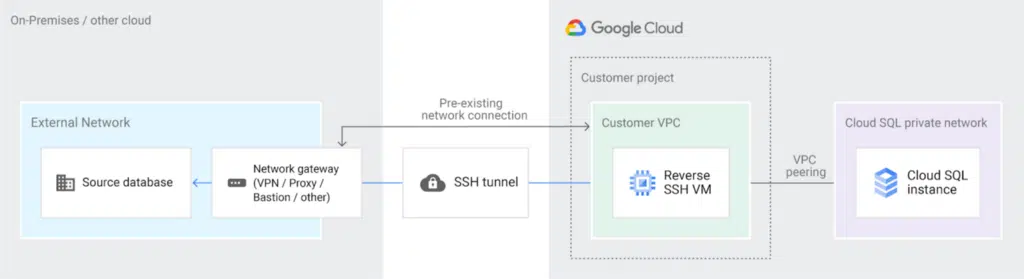 On-Premises / other cloud
Google Cloud
Customer project
Pre-existing
network connection
External Network
Customer VPC
Cloud SQL private network
Source database
Network gateway
(VPN / Proxy /
Bastion / other)
SSH tunnel
Reverse
SSH VM
VPC
peering
Cloud SQL
instance